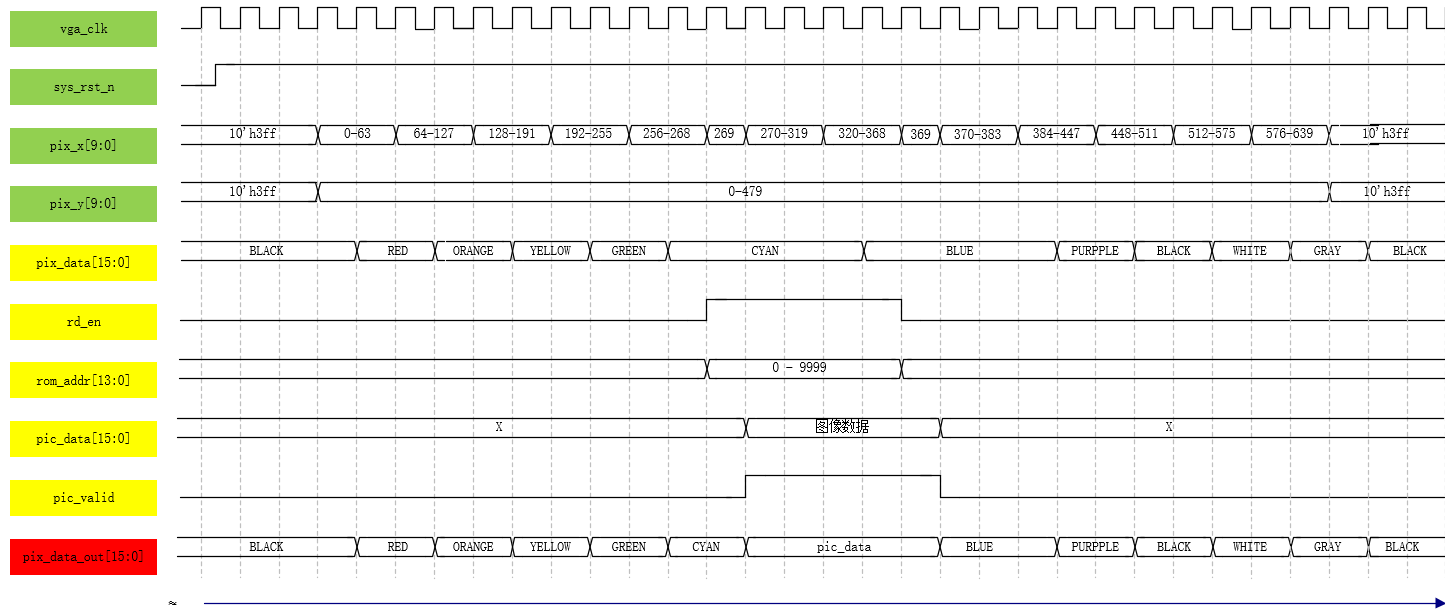 vga_clk
sys_rst_n
pix_x[9:0] 10'h3ff 0-63 64-127 128-191 192-255 256-268 269 270-319 320-368 369 370-383 384-447 448-511 512-575 576-639 10'h3ff
pix_y[9:0] 10'h3ff 0-479 10'h3ff
pix_data[15:0] BLACK RED ORANGE YELLOW GREEN CYAN BLUE PURPPLE BLACK WHITE GRAY BLACK
rd_en
rom_addr[13:0] 0 - 9999
pic_data[15:0] X 图像数据 X
pic_valid
pix_data_out[15:0] BLACK RED ORANGE YELLOW GREEN CYAN pic_data BLUE PURPPLE BLACK WHITE GRAY BLACK
≈